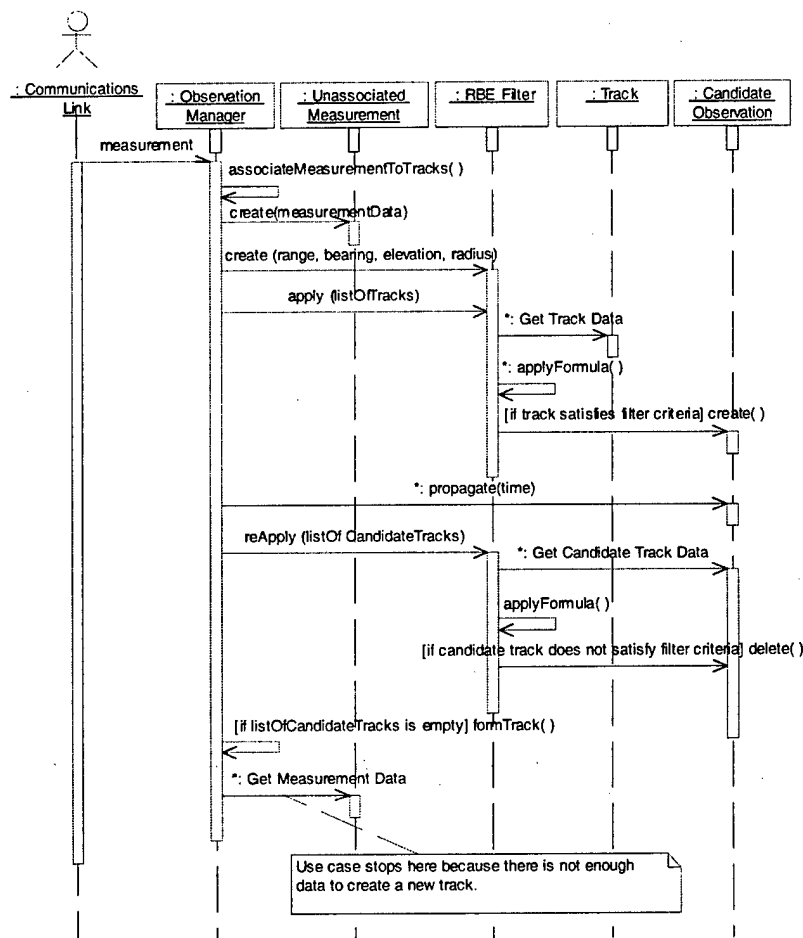 : Communications
Link
: Observation
Manager
: Unassociated
Measurement
: RBE Filter
: Track
: Candidate
Observation
measurement
associateMeasurementToTracks( )
create(measurementData)
create (range, bearing, elevation, radius)
apply (listOfTracks)
*: Get Track Data
*: applyFormula( )
[if track satisfies filter criteria] create( )
*: propagate(time)
reApply (listOf CandidateTracks)
*: Get Candidate Track Data
applyFormula( )
[if candidate track does not satisfy filter criteria] delete( )
[if listOfCandidateTracks is empty] formTrack( )
*: Get Measurement Data
Use case stops here because there is not enough
data to create a new track.